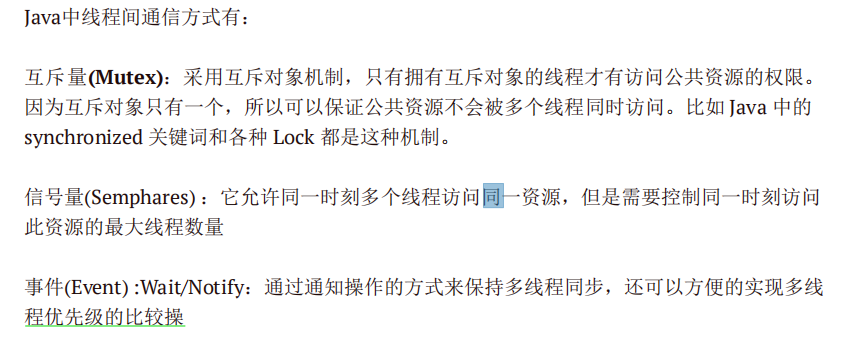 Java中线程间通信方式有：
互斥量(Mutex)：采用互斥对象机制，只有拥有互斥对象的线程才有访问公共资源的权限。
因为互斥对象只有一个，所以可以保证公共资源不会被多个线程同时访问。比如 Java 中的
synchronized 关键词和各种 Lock 都是这种机制。
信号量(Semphares)：它允许同一时刻多个线程访问同一资源，但是需要控制同一时刻访问
此资源的最大线程数量
事件(Event) :Wait/Notify：通过通知操作的方式来保持多线程同步，还可以方便的实现多线
程优先级的比较操